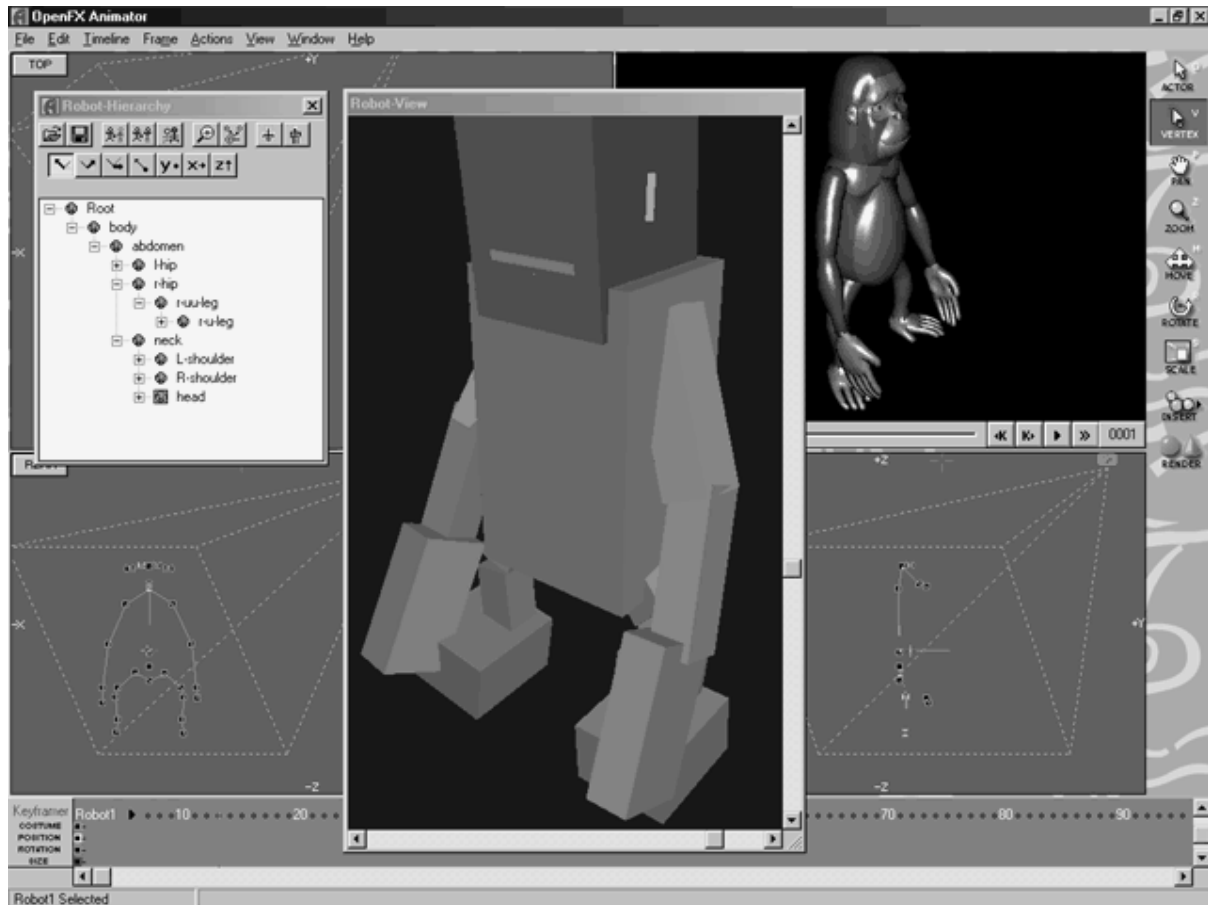 OpenFX Animator
File Edit Timeline Frame Actions View Window Help
TOP
+Y
Robot-Hierarchy
Robot-View
-X
y
x
z
Root
body
abdomen
l-hip
r-hip
r-uu-leg
r-u-leg
neck
L-shoulder
R-shoulder
head
ACTOR
V
VERTEX
PAN
Z
ZOOM
MOVE
ROTATE
SCALE
INSERT
RENDER
K K 0001
+Z
-X
+Y
-Z
-Z
Keyframer
Robot1 10 20 70 80 90
COSTUME
POSITION
ROTATION
SIZE
Robot1 Selected